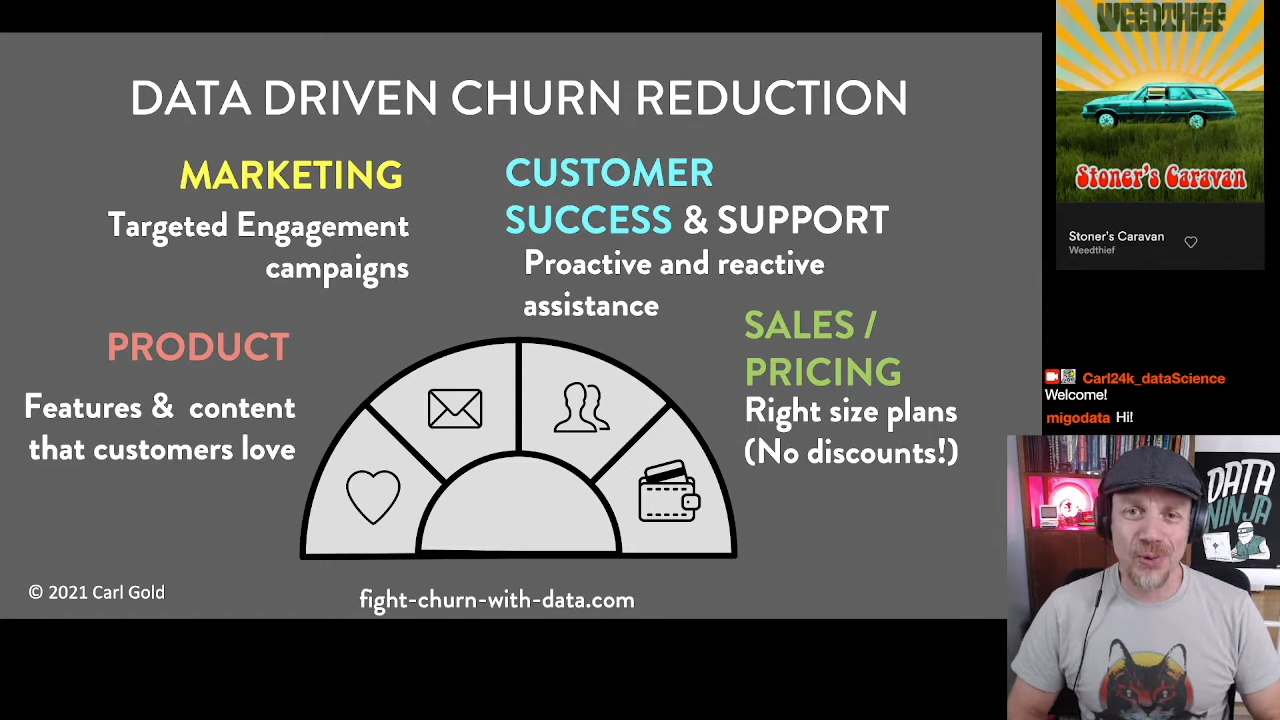 DATA DRIVEN CHURN REDUCTION
MARKETING
Targeted Engagement
campaigns
CUSTOMER
SUCCESS & SUPPORT
Proactive and reactive
assistance
SALES /
PRICING
Right size plans
(No discounts!)
PRODUCT
Features & content
that customers love
© 2021 Carl Gold
fight-churn-with-data.com
WEEDTHIEF
Stoner's Caravan
Stoner's Caravan
Weedthief
Carl24k_dataScience
Welcome!
migodata Hi!
DATA
NINJA